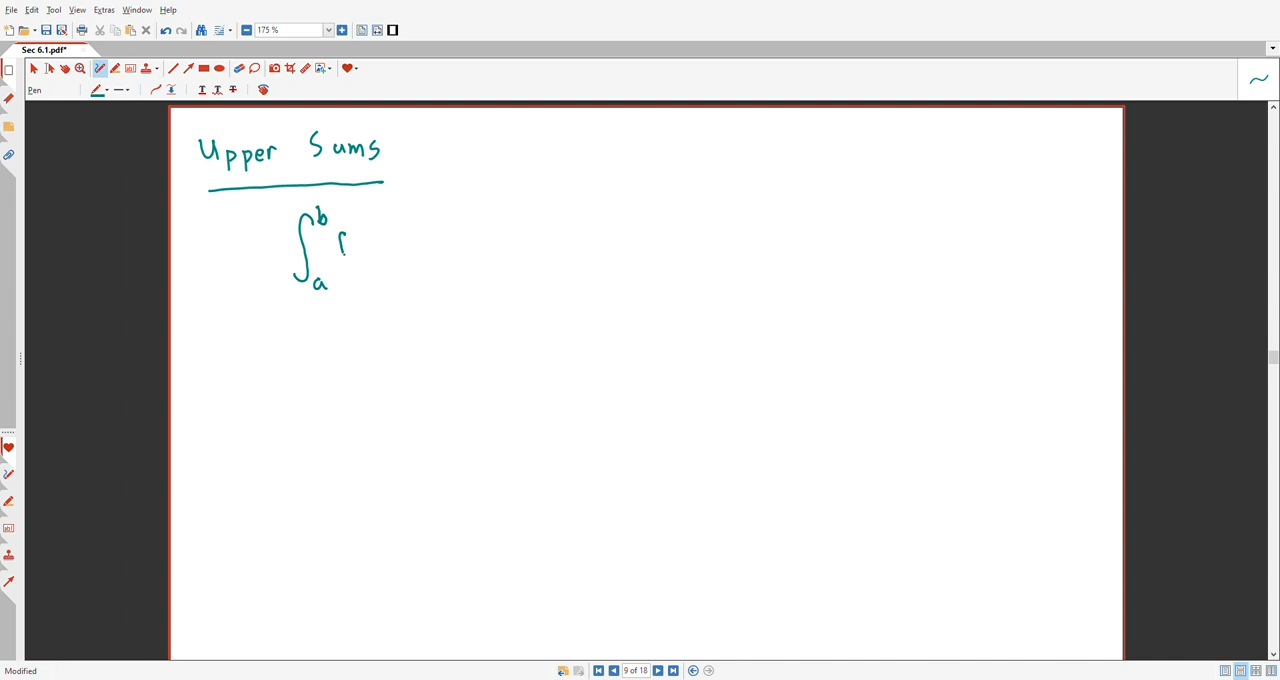 File Edit Tool View Extras Window Help
175 %
Sec 6.1.pdf*
Pen
Upper Sums
∫_a^b
Modified
9 of 18